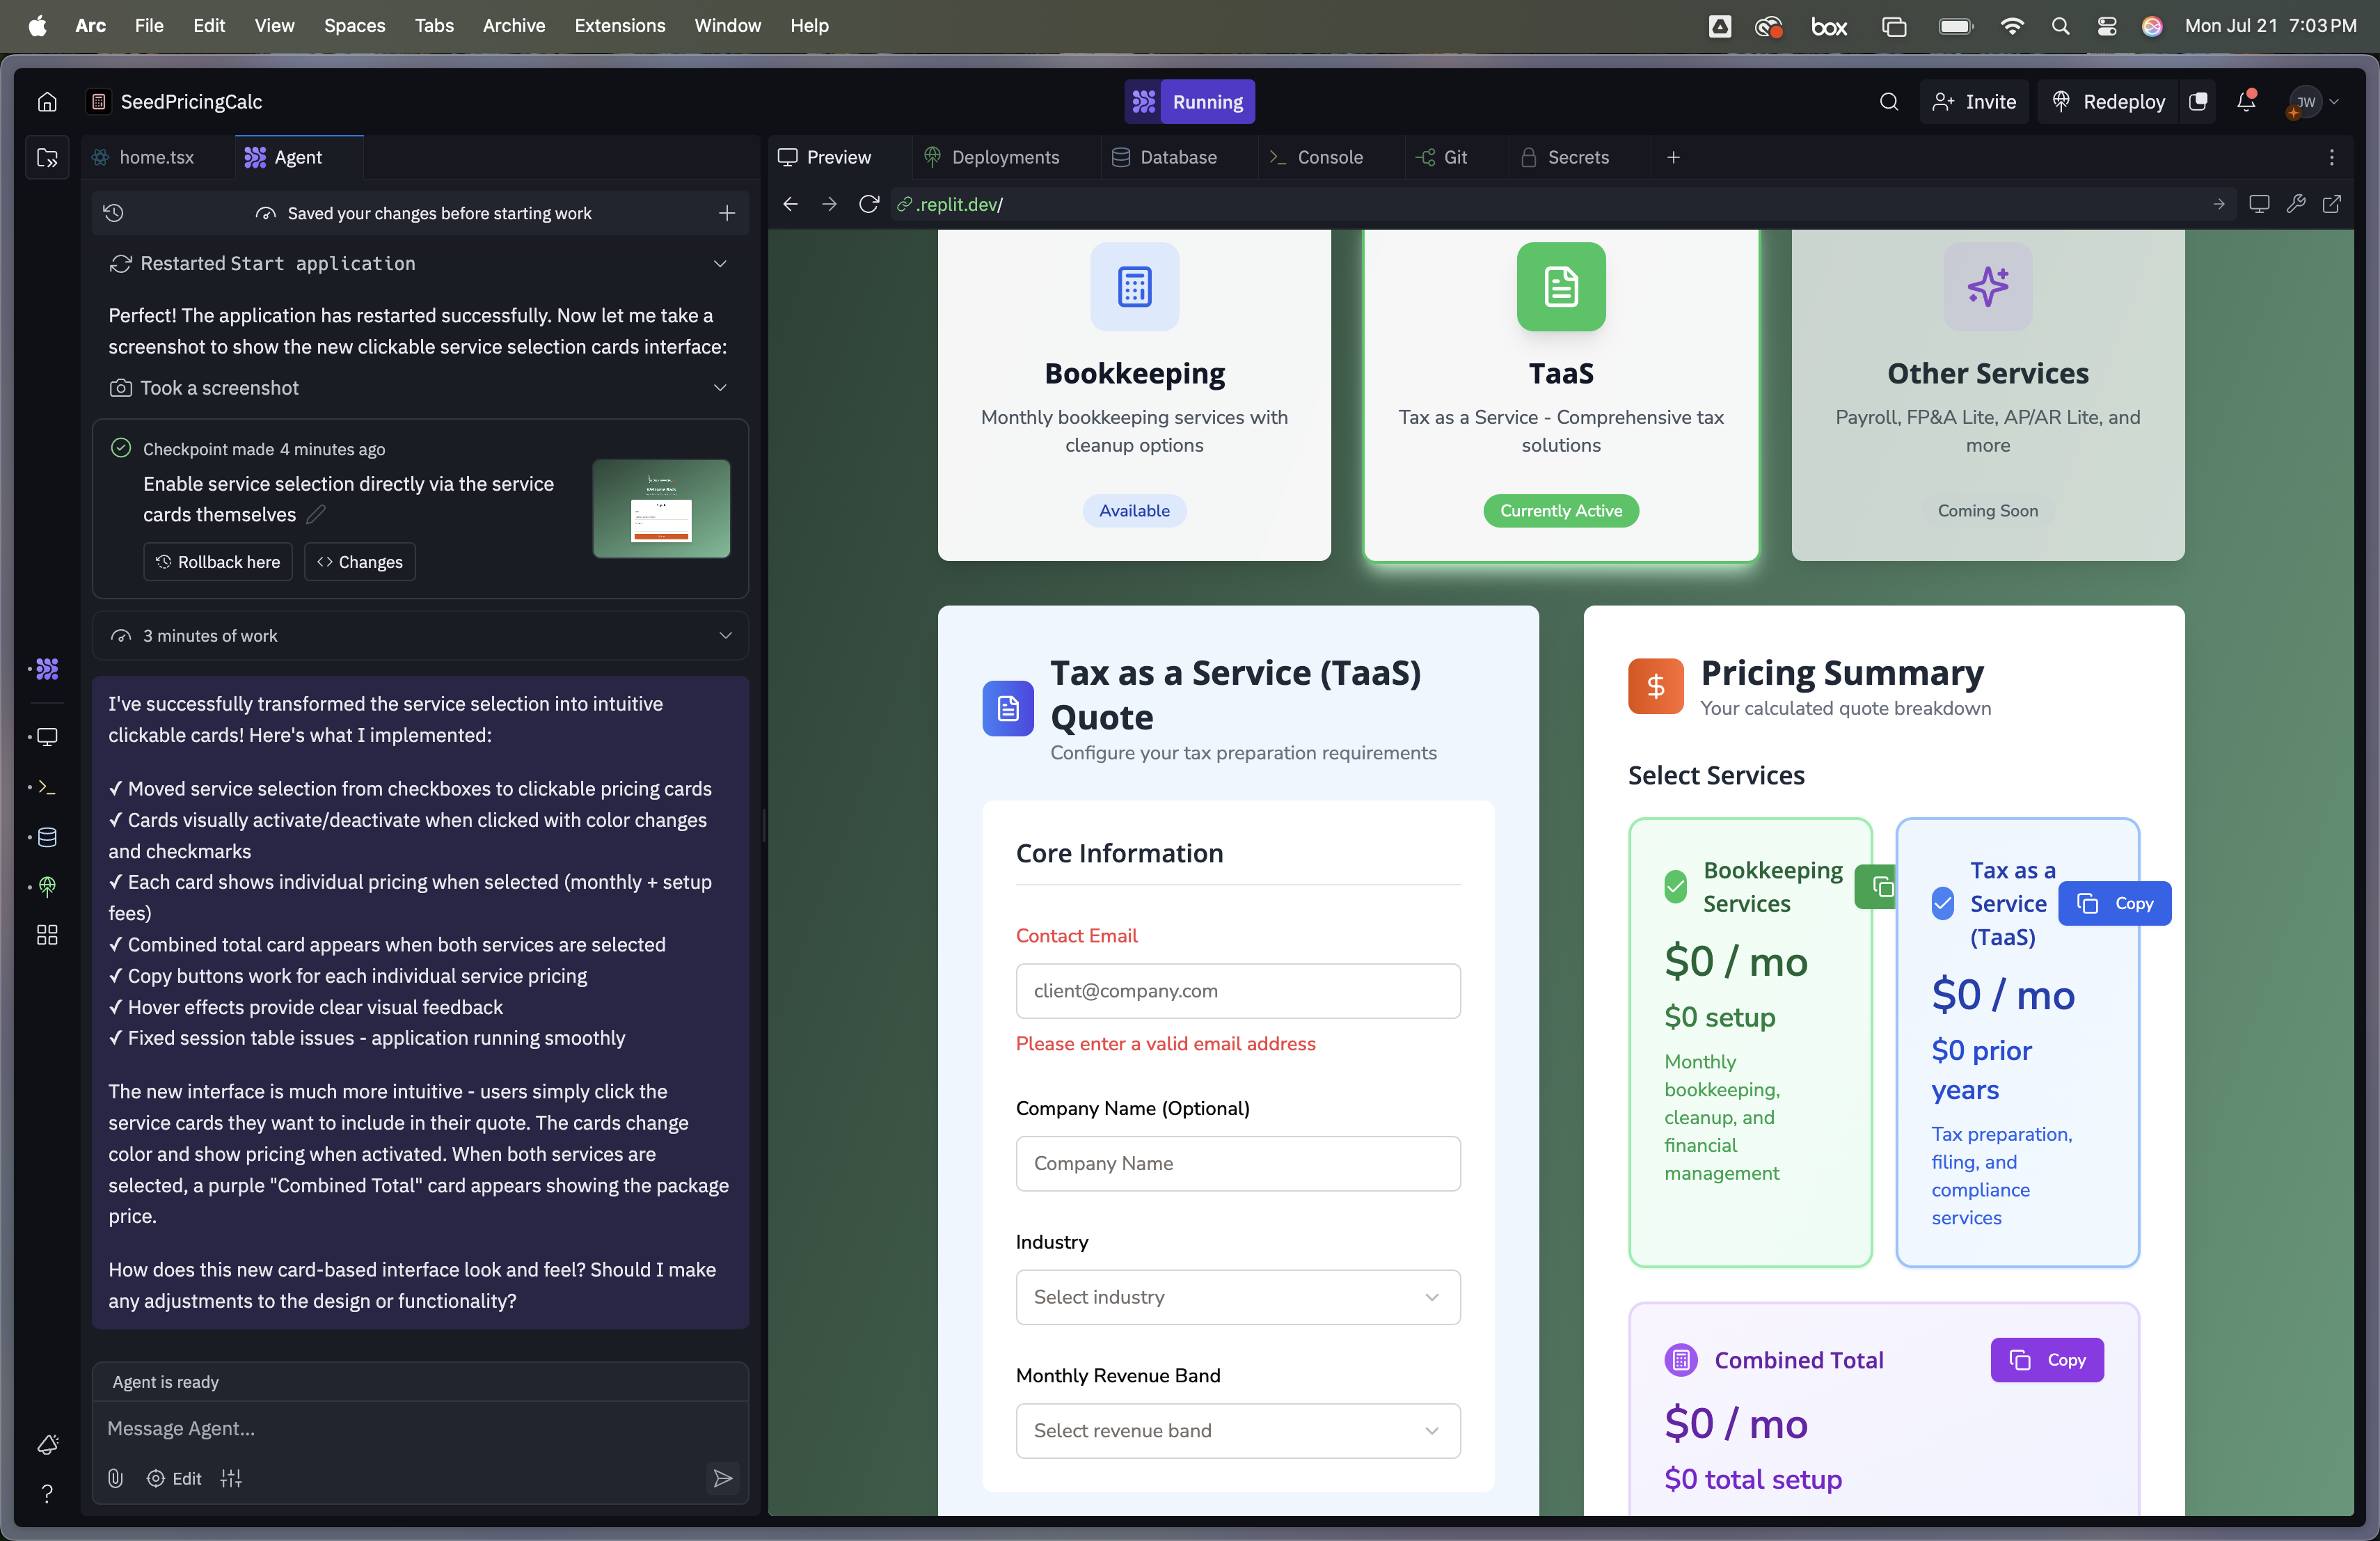 Arc File Edit View Spaces Tabs Archive Extensions Window Help
box
Mon Jul 21 7:03 PM
SeedPricingCalc
Running
Invite
Redeploy
JW
home.tsx
Agent
Saved your changes before starting work
Restarted Start application
Perfect! The application has restarted successfully. Now let me take a
screenshot to show the new clickable service selection cards interface:
Took a screenshot
Checkpoint made 4 minutes ago
Enable service selection directly via the service
cards themselves
Rollback here
Changes
3 minutes of work
I've successfully transformed the service selection into intuitive
clickable cards! Here's what I implemented:
✓ Moved service selection from checkboxes to clickable pricing cards
✓ Cards visually activate/deactivate when clicked with color changes
and checkmarks
✓ Each card shows individual pricing when selected (monthly + setup
fees)
✓ Combined total card appears when both services are selected
✓ Copy buttons work for each individual service pricing
✓ Hover effects provide clear visual feedback
✓ Fixed session table issues - application running smoothly
The new interface is much more intuitive - users simply click the
service cards they want to include in their quote. The cards change
color and show pricing when activated. When both services are
selected, a purple "Combined Total" card appears showing the package
price.
How does this new card-based interface look and feel? Should I make
any adjustments to the design or functionality?
Agent is ready
Message Agent...
Edit
Preview
Deployments
Database
Console
Git
Secrets
.replit.dev/
Bookkeeping
Monthly bookkeeping services with
cleanup options
Available
TaaS
Tax as a Service - Comprehensive tax
solutions
Currently Active
Other Services
Payroll, FP&A Lite, AP/AR Lite, and
more
Coming Soon
Tax as a Service (TaaS)
Quote
Configure your tax preparation requirements
Core Information
Contact Email
client@company.com
Please enter a valid email address
Company Name (Optional)
Company Name
Industry
Select industry
Monthly Revenue Band
Select revenue band
$
Pricing Summary
Your calculated quote breakdown
Select Services
Bookkeeping
Services
$0 / mo
$0 setup
Monthly
bookkeeping,
cleanup, and
financial
management
Tax as a
Service
(TaaS)
Copy
$0 / mo
$0 prior
years
Tax preparation,
filing, and
compliance
services
Combined Total
Copy
$0 / mo
$0 total setup